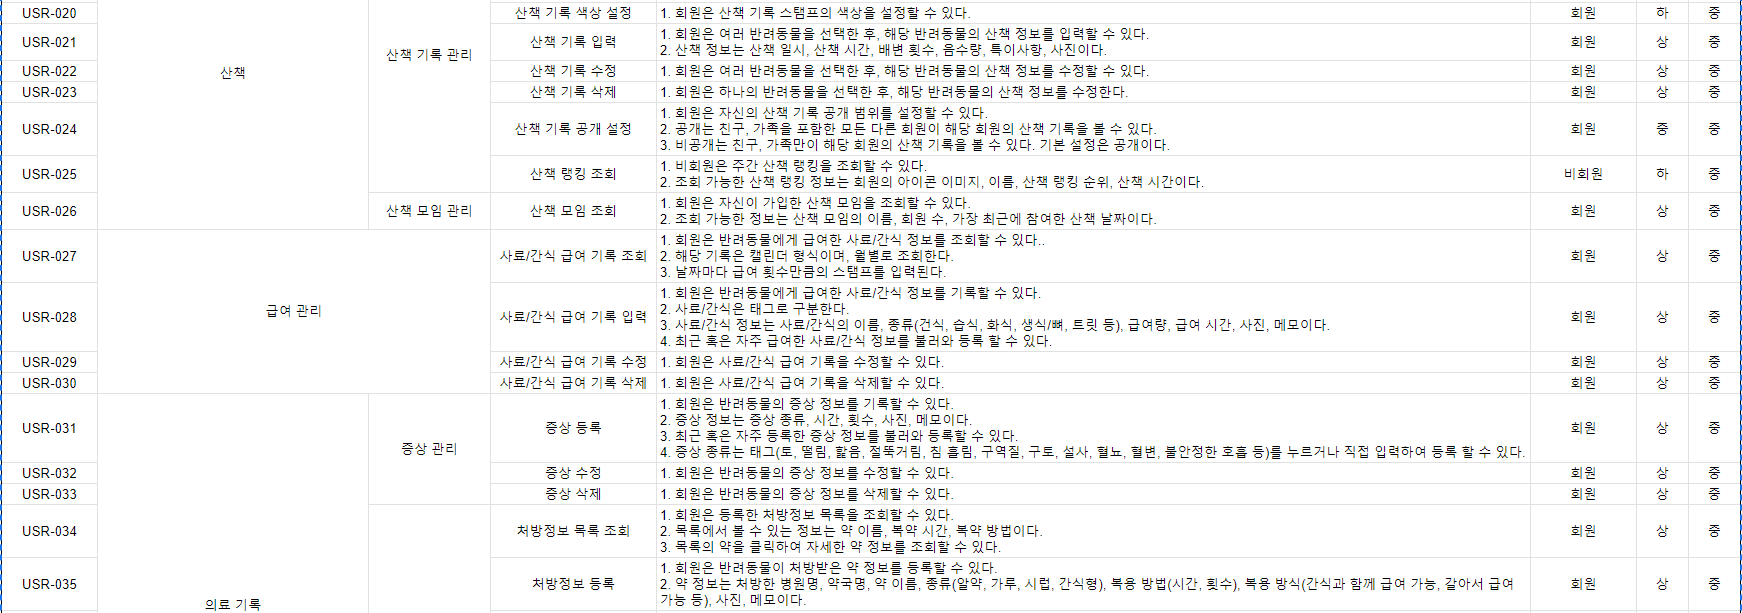 USR-020 산책 기록 색상 설정 1. 회원은 산책 기록 스탬프의 색상을 설정할 수 있다. 회원 하 중
산책
산책 기록 관리
USR-021 산책 기록 입력 1. 회원은 여러 반려동물을 선택한 후, 해당 반려동물의 산책 정보를 입력할 수 있다. 회원 상 중
2. 산책 정보는 산책 일시, 산책 시간, 배변 횟수, 음수량, 특이사항, 사진이다.
USR-022 산책 기록 수정 1. 회원은 여러 반려동물을 선택한 후, 해당 반려동물의 산책 정보를 수정할 수 있다. 회원 상 중
USR-023 산책 기록 삭제 1. 회원은 하나의 반려동물을 선택한 후, 해당 반려동물의 산책 정보를 수정한다. 회원 상 중
USR-024 산책 기록 공개 설정 1. 회원은 자신의 산책 기록 공개 범위를 설정할 수 있다. 회원 중 중
2. 공개는 친구, 가족을 포함한 모든 다른 회원이 해당 회원의 산책 기록을 볼 수 있다.
3. 비공개는 친구, 가족만이 해당 회원의 산책 기록을 볼 수 있다. 기본 설정은 공개이다.
USR-025 산책 랭킹 조회 1. 비회원은 주간 산책 랭킹을 조회할 수 있다. 비회원 하 중
2. 조회 가능한 산책 랭킹 정보는 회원의 아이콘 이미지, 이름, 산책 랭킹 순위, 산책 시간이다.
USR-026 산책 모임 관리 산책 모임 조회 1. 회원은 자신이 가입한 산책 모임을 조회할 수 있다. 회원 상 중
2. 조회 가능한 정보는 산책 모임의 이름, 회원 수, 가장 최근에 참여한 산책 날짜이다.
USR-027 사료/간식 급여 기록 조회 1. 회원은 반려동물에게 급여한 사료/간식 정보를 조회할 수 있다.. 회원 상 중
2. 해당 기록은 캘린더 형식이며, 월별로 조회한다.
3. 날짜마다 급여 횟수만큼의 스탬프를 입력된다.
급여 관리
USR-028 사료/간식 급여 기록 입력 1. 회원은 반려동물에게 급여한 사료/간식 정보를 기록할 수 있다. 회원 상 중
2. 사료/간식은 태그로 구분한다.
3. 사료/간식 정보는 사료/간식의 이름, 종류(건식, 습식, 화식, 생식/뼈, 트릿 등), 급여량, 급여 시간, 사진, 메모이다.
4. 최근 혹은 자주 급여한 사료/간식 정보를 불러와 등록 할 수 있다.
USR-029 사료/간식 급여 기록 수정 1. 회원은 사료/간식 급여 기록을 수정할 수 있다. 회원 상 중
USR-030 사료/간식 급여 기록 삭제 1. 회원은 사료/간식 급여 기록을 삭제할 수 있다. 회원 상 중
USR-031 증상 등록 1. 회원은 반려동물의 증상 정보를 기록할 수 있다. 회원 상 중
2. 증상 정보는 증상 종류, 시간, 횟수, 사진, 메모이다.
3. 최근 혹은 자주 등록한 증상 정보를 불러와 등록할 수 있다.
4. 증상 종류는 태그(토, 떨림, 핥음, 절뚝거림, 침 흘림, 구역질, 구토, 설사, 혈뇨, 혈변, 불안정한 호흡 등)를 누르거나 직접 입력하여 등록 할 수 있다.
증상 관리
USR-032 증상 수정 1. 회원은 반려동물의 증상 정보를 수정할 수 있다. 회원 상 중
USR-033 증상 삭제 1. 회원은 반려동물의 증상 정보를 삭제할 수 있다. 회원 상 중
USR-034 처방정보 목록 조회 1. 회원은 등록한 처방정보 목록을 조회할 수 있다. 회원 상 중
2. 목록에서 볼 수 있는 정보는 약 이름, 복약 시간, 복약 방법이다.
3. 목록의 약을 클릭하여 자세한 약 정보를 조회할 수 있다.
USR-035 처방정보 등록 1. 회원은 반려동물이 처방받은 약 정보를 등록할 수 있다. 회원 상 중
2. 약 정보는 처방한 병원명, 약국명, 약 이름, 종류(알약, 가루, 시럽, 간식형), 복용 방법(시간, 횟수), 복용 방식(간식과 함께 급여 가능, 갈아서 급여
가능 등), 사진, 메모이다.
의료 기록